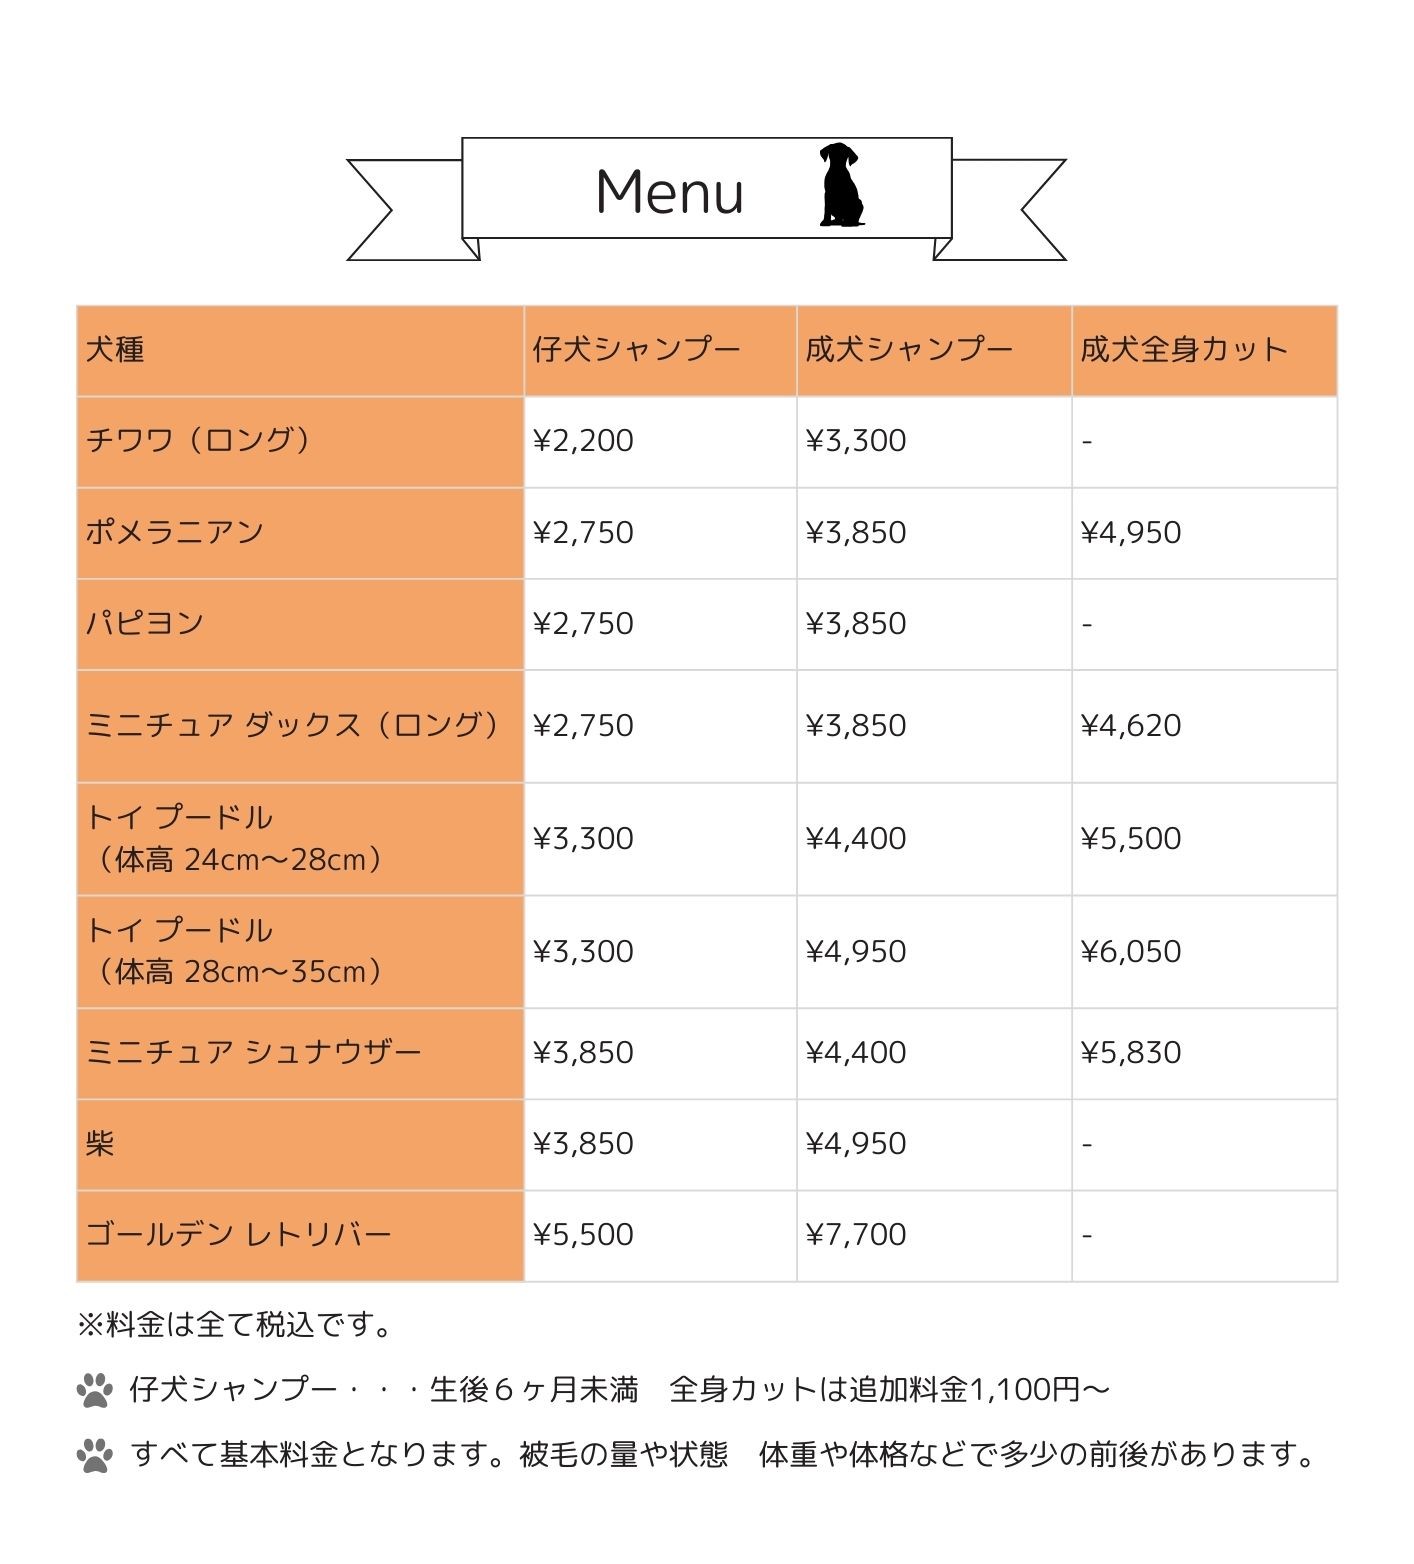 Menu
犬種 仔犬シャンプー 成犬シャンプー 成犬全身カット
チワワ（ロング） ¥2,200 ¥3,300 -
ポメラニアン ¥2,750 ¥3,850 ¥4,950
パピヨン ¥2,750 ¥3,850 -
ミニチュア ダックス（ロング） ¥2,750 ¥3,850 ¥4,620
トイ プードル
（体高 24cm〜28cm） ¥3,300 ¥4,400 ¥5,500
トイ プードル
（体高 28cm〜35cm） ¥3,300 ¥4,950 ¥6,050
ミニチュア シュナウザー ¥3,850 ¥4,400 ¥5,830
柴 ¥3,850 ¥4,950 -
ゴールデン レトリバー ¥5,500 ¥7,700 -
※料金は全て税込です。
仔犬シャンプー・・・生後６ヶ月未満　全身カットは追加料金1,100円〜
すべて基本料金となります。被毛の量や状態　体重や体格などで多少の前後があります。